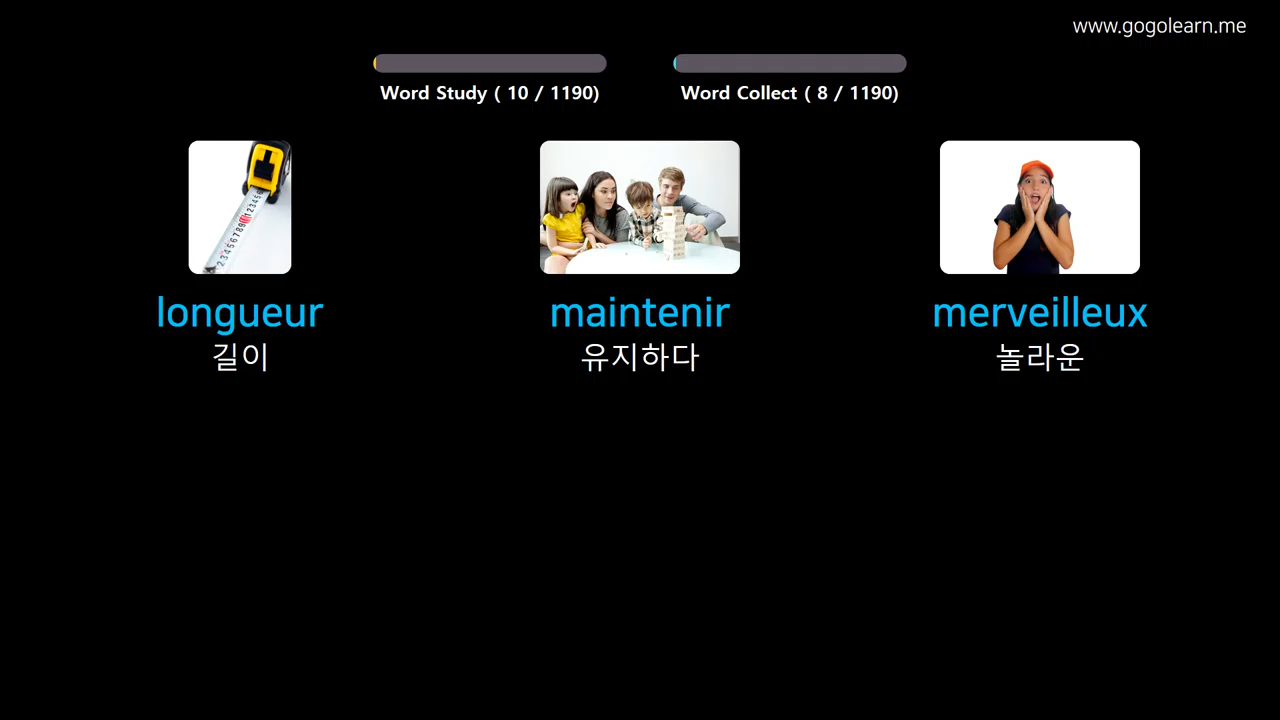 www.gogolearn.me
Word Study ( 10 / 1190)
Word Collect ( 8 / 1190)
longueur
maintenir
merveilleux
길이
유지하다
놀라운